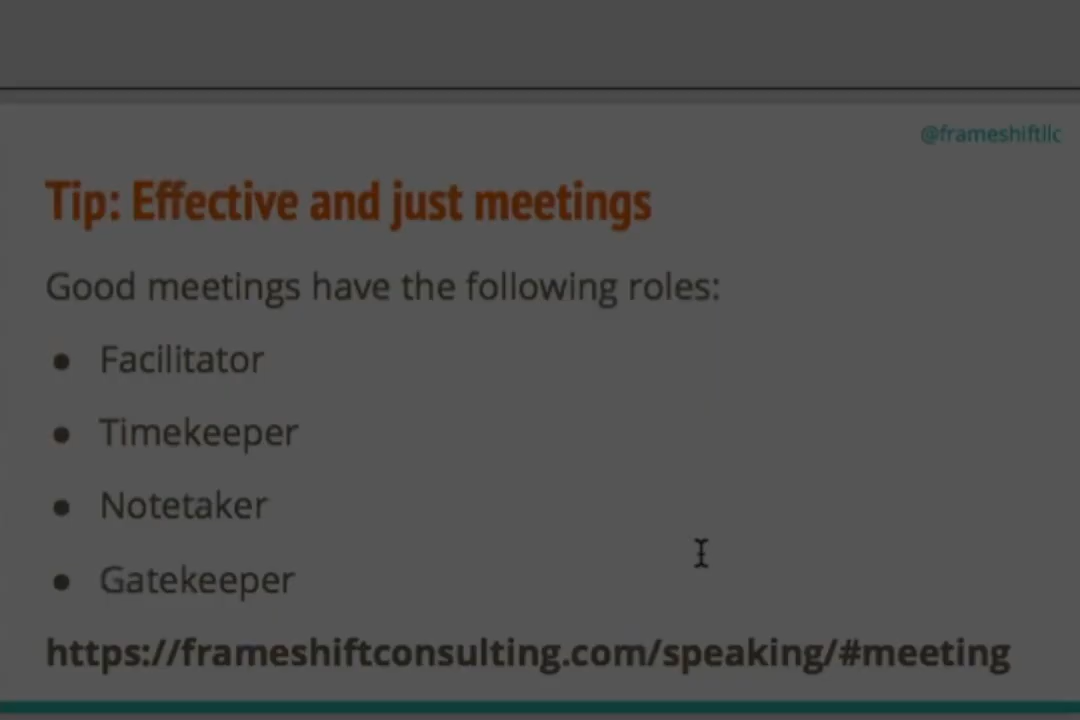 @frameshiftllc
Tip: Effective and just meetings
Good meetings have the following roles:
● Facilitator
● Timekeeper
● Notetaker
● Gatekeeper
https://frameshiftconsulting.com/speaking/#meeting